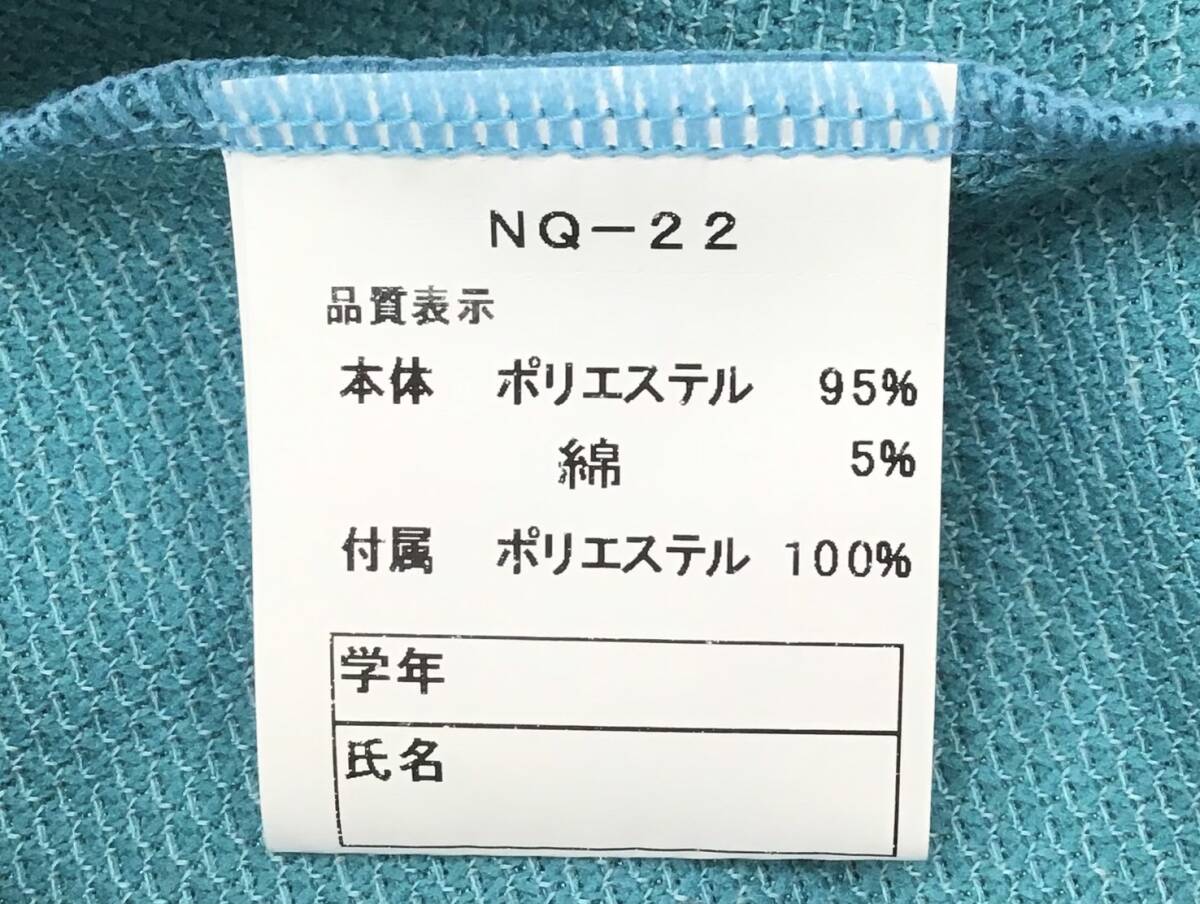 NQ－22
品質表示
本体 ポリエステル 95%
綿 5%
付属 ポリエステル 100%
学年
氏名